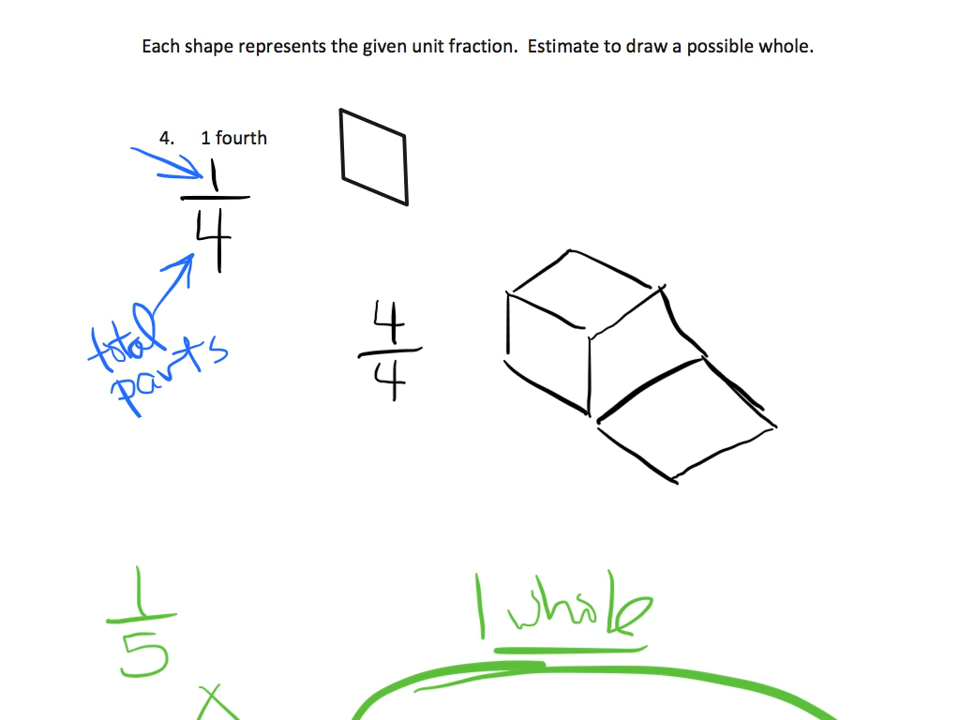 Each shape represents the given unit fraction.  Estimate to draw a possible whole.
4. 1 fourth
1
4
total
parts
4
4
1
5
1 whole